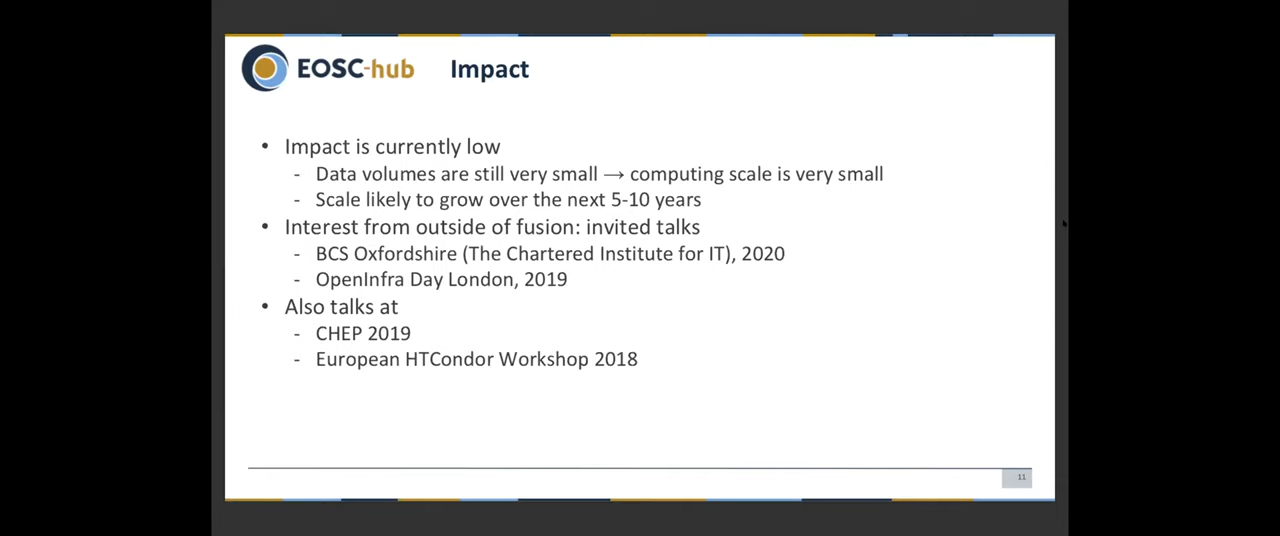 EOSC-hub Impact
• Impact is currently low
- Data volumes are still very small → computing scale is very small
- Scale likely to grow over the next 5-10 years
• Interest from outside of fusion: invited talks
- BCS Oxfordshire (The Chartered Institute for IT), 2020
- OpenInfra Day London, 2019
• Also talks at
- CHEP 2019
- European HTCondor Workshop 2018
11